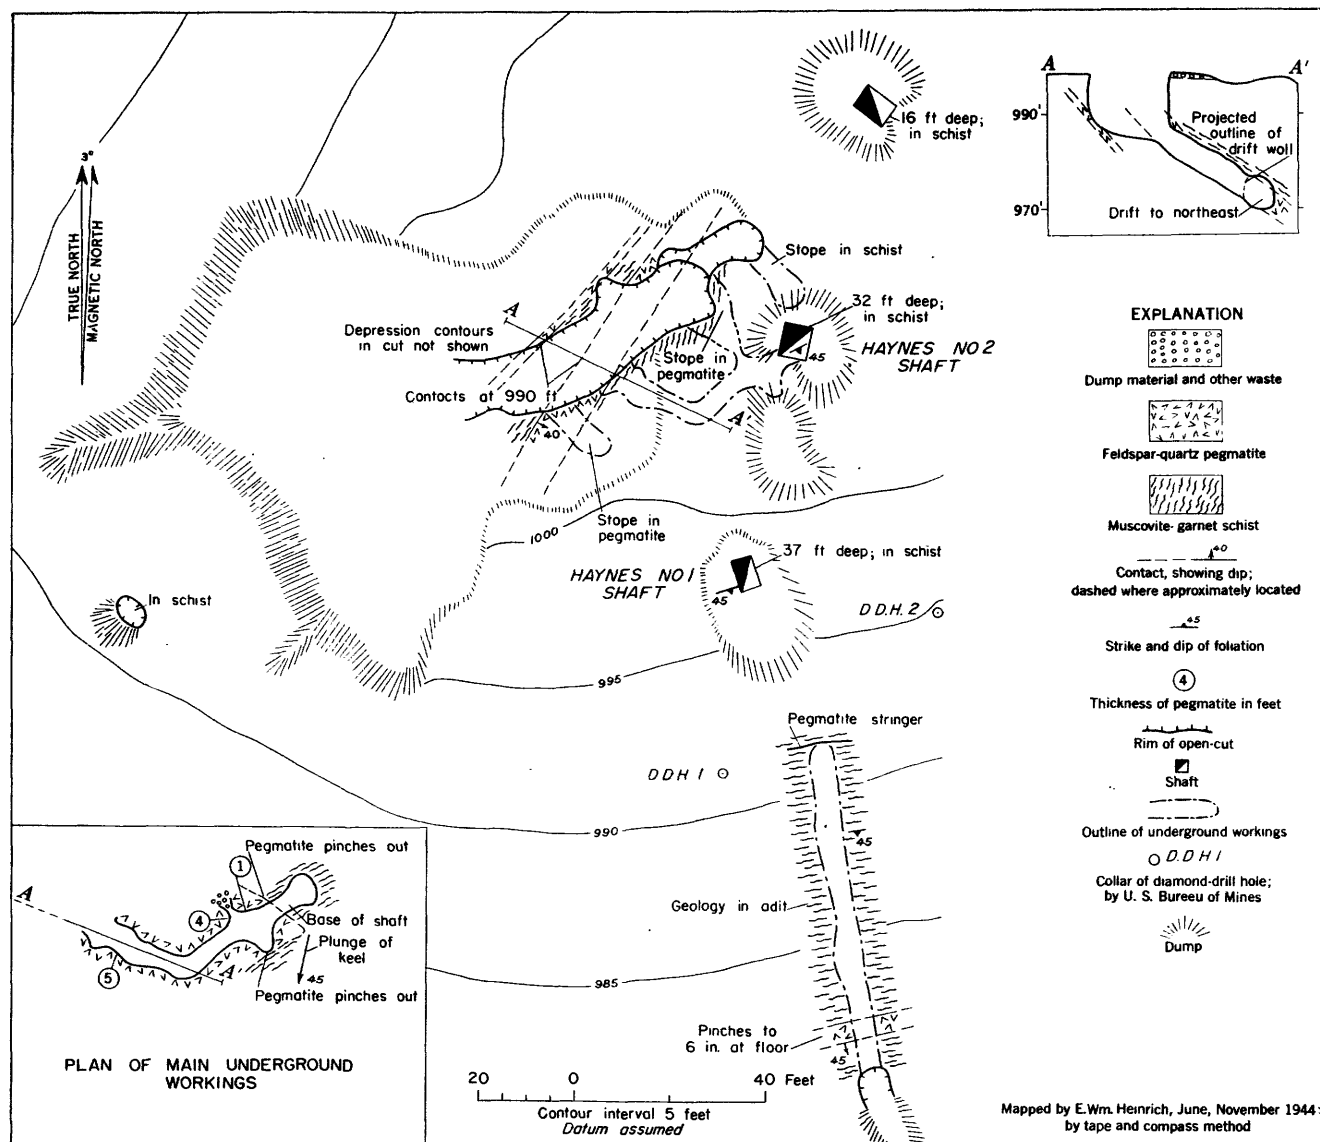 16 ft deep;
in schist
A
A'
990'
970'
Projected
outline of
drift woll
Drift to northeast
3°
TRUE NORTH
MAGNETIC NORTH
Stope in schist
32 ft deep;
in schist
A
Depression contours
in cut not shown
45
HAYNES NO 2
SHAFT
Stope in
pegmatite
Contacts at 990 ft
40
A'
1000
Stope in
pegmatite
HAYNES NO 1
SHAFT
37 ft deep; in schist
45
D D.H. 2
In schist
995
Pegmatite stringer
D D H 1
990
45
Geology in adit
985
Pinches to
6 in. at floor
45
EXPLANATION
Dump material and other waste
Feldspar-quartz pegmatite
Muscovite-garnet schist
40
Contact, showing dip;
dashed where approximately located
45
Strike and dip of foliation
4
Thickness of pegmatite in feet
Rim of open-cut
Shaft
Outline of underground workings
D. D H 1
Collar of diamond-drill hole;
by U. S. Bureeu of Mines
Dump
Pegmatite pinches out
1
A
4
Base of shaft
Plunge of
keel
A'
5
45
Pegmatite pinches out
PLAN OF MAIN UNDERGROUND
WORKINGS
20 0 40 Feet
Contour interval 5 feet
Datum assumed
Mapped by E.Wm. Heinrich, June, November 1944
by tape and compass method